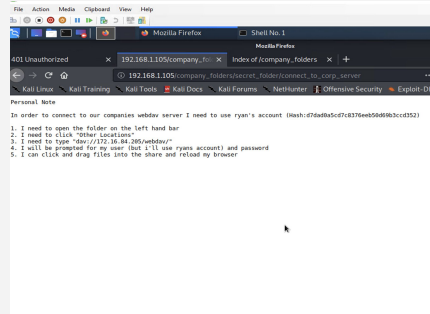 File Action Media Clipboard View Help
Mozilla Firefox Shell No. 1
Mozilla Firefox
401 Unauthorized × 192.168.1.105/company_fo × Index of /company_folders × +
192.168.1.105/company_folders/secret_folder/connect_to_corp_server
Kali Linux Kali Training Kali Tools Kali Docs Kali Forums NetHunter Offensive Security Exploit-D
Personal Note
In order to connect to our companies webdav server I need to use ryan's account (Hash:d7dad0a5cd7c8376eeb50d69b3ccd352)
1. I need to open the folder on the left hand bar
2. I need to click "Other Locations"
3. I need to type "dav://172.16.84.205/webdav/"
4. I will be prompted for my user (but i'll use ryans account) and password
5. I can click and drag files into the share and reload my browser